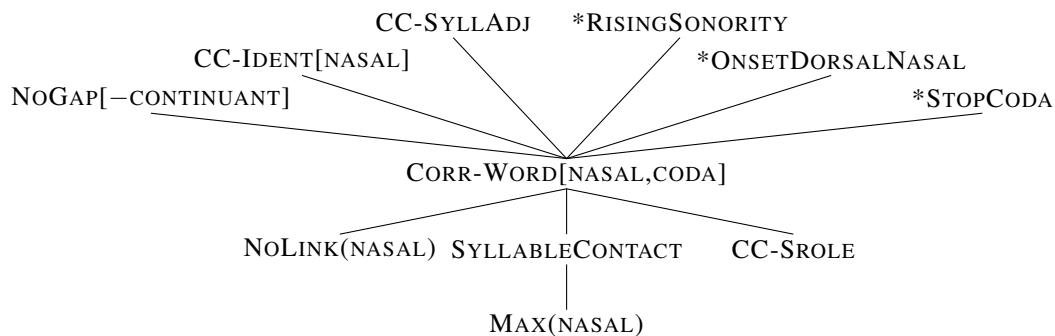 CC-SYLLADJ *RISINGSONORITY
CC-IDENT[NASAL] *ONSETDORSALNASAL
NOGAP[−CONTINUANT] *STOPCODA
CORR-WORD[NASAL,CODA]
NOLINK(NASAL) SYLLABLECONTACT CC-SROLE
MAX(NASAL)